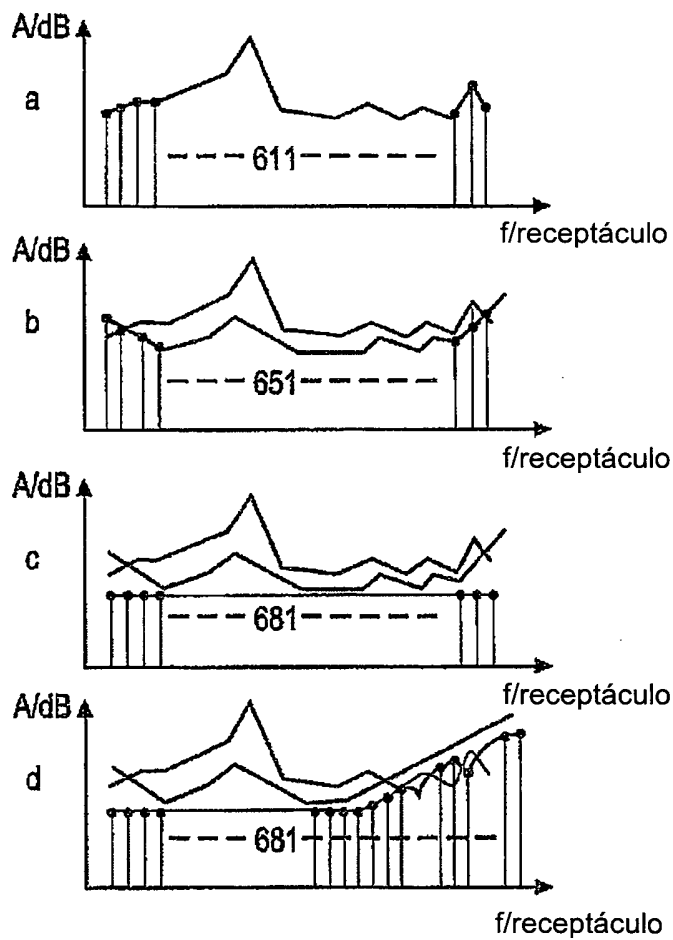 A/dB
a
611
f/receptáculo
A/dB
b
651
f/receptáculo
A/dB
c
681
f/receptáculo
A/dB
d
681
f/receptáculo